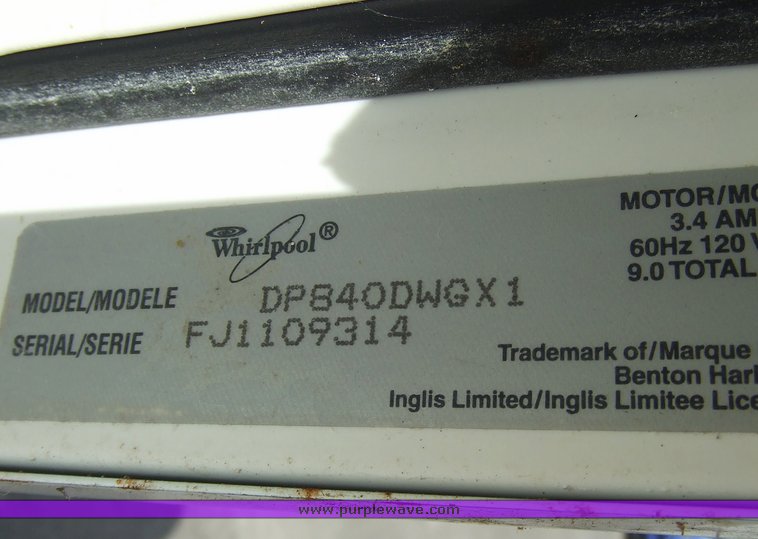 Whirlpool®
MOTOR/MO
3.4 AM
60Hz 120 V
9.0 TOTAL
MODEL/MODELE DP840DWGX1
SERIAL/SERIE FJ1109314
Trademark of/Marque
Benton Harl
Inglis Limited/Inglis Limitee Lice
www.purplewave.com